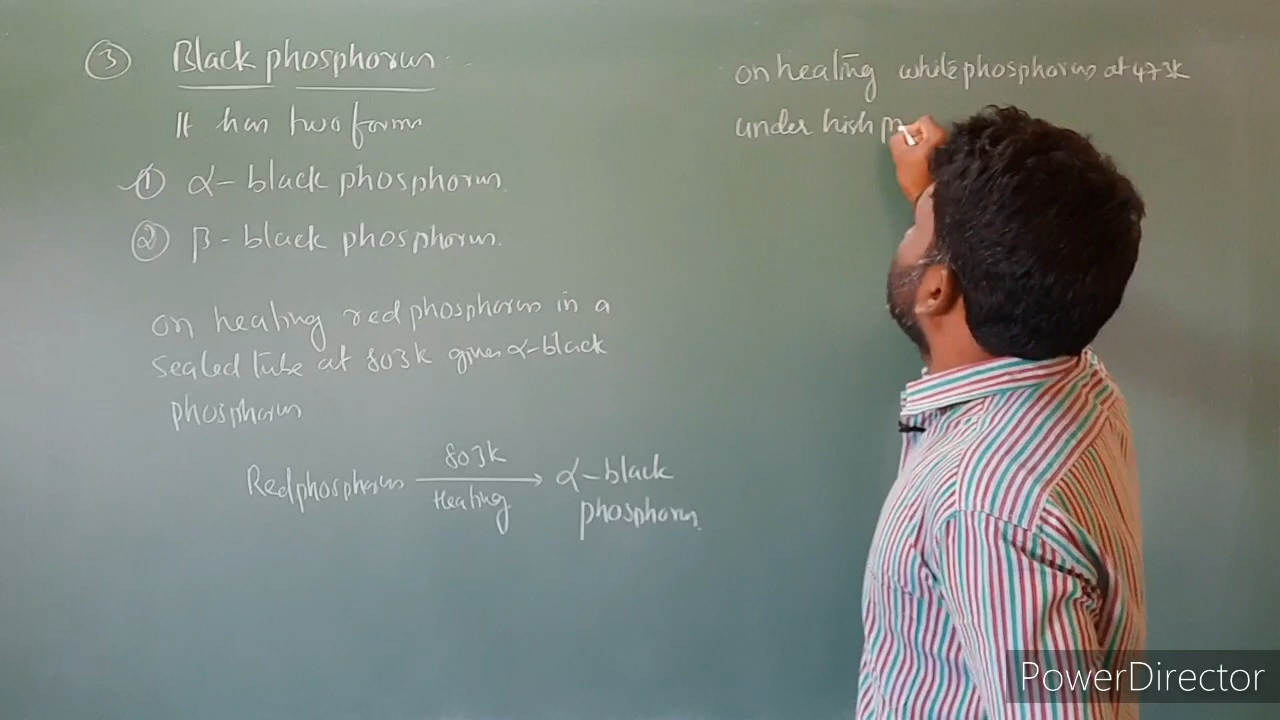 ③ Black phosphorus
It has two forms
① α-black phosphorus.
② β-black phosphorus.
on heating red phosphorus in a
sealed tube at 803k gives α-black
phosphorus
803k
Red phosphorus → α-black
Heating
phosphorus.
on heating white phosphorus at 473k
under high p
PowerDirector